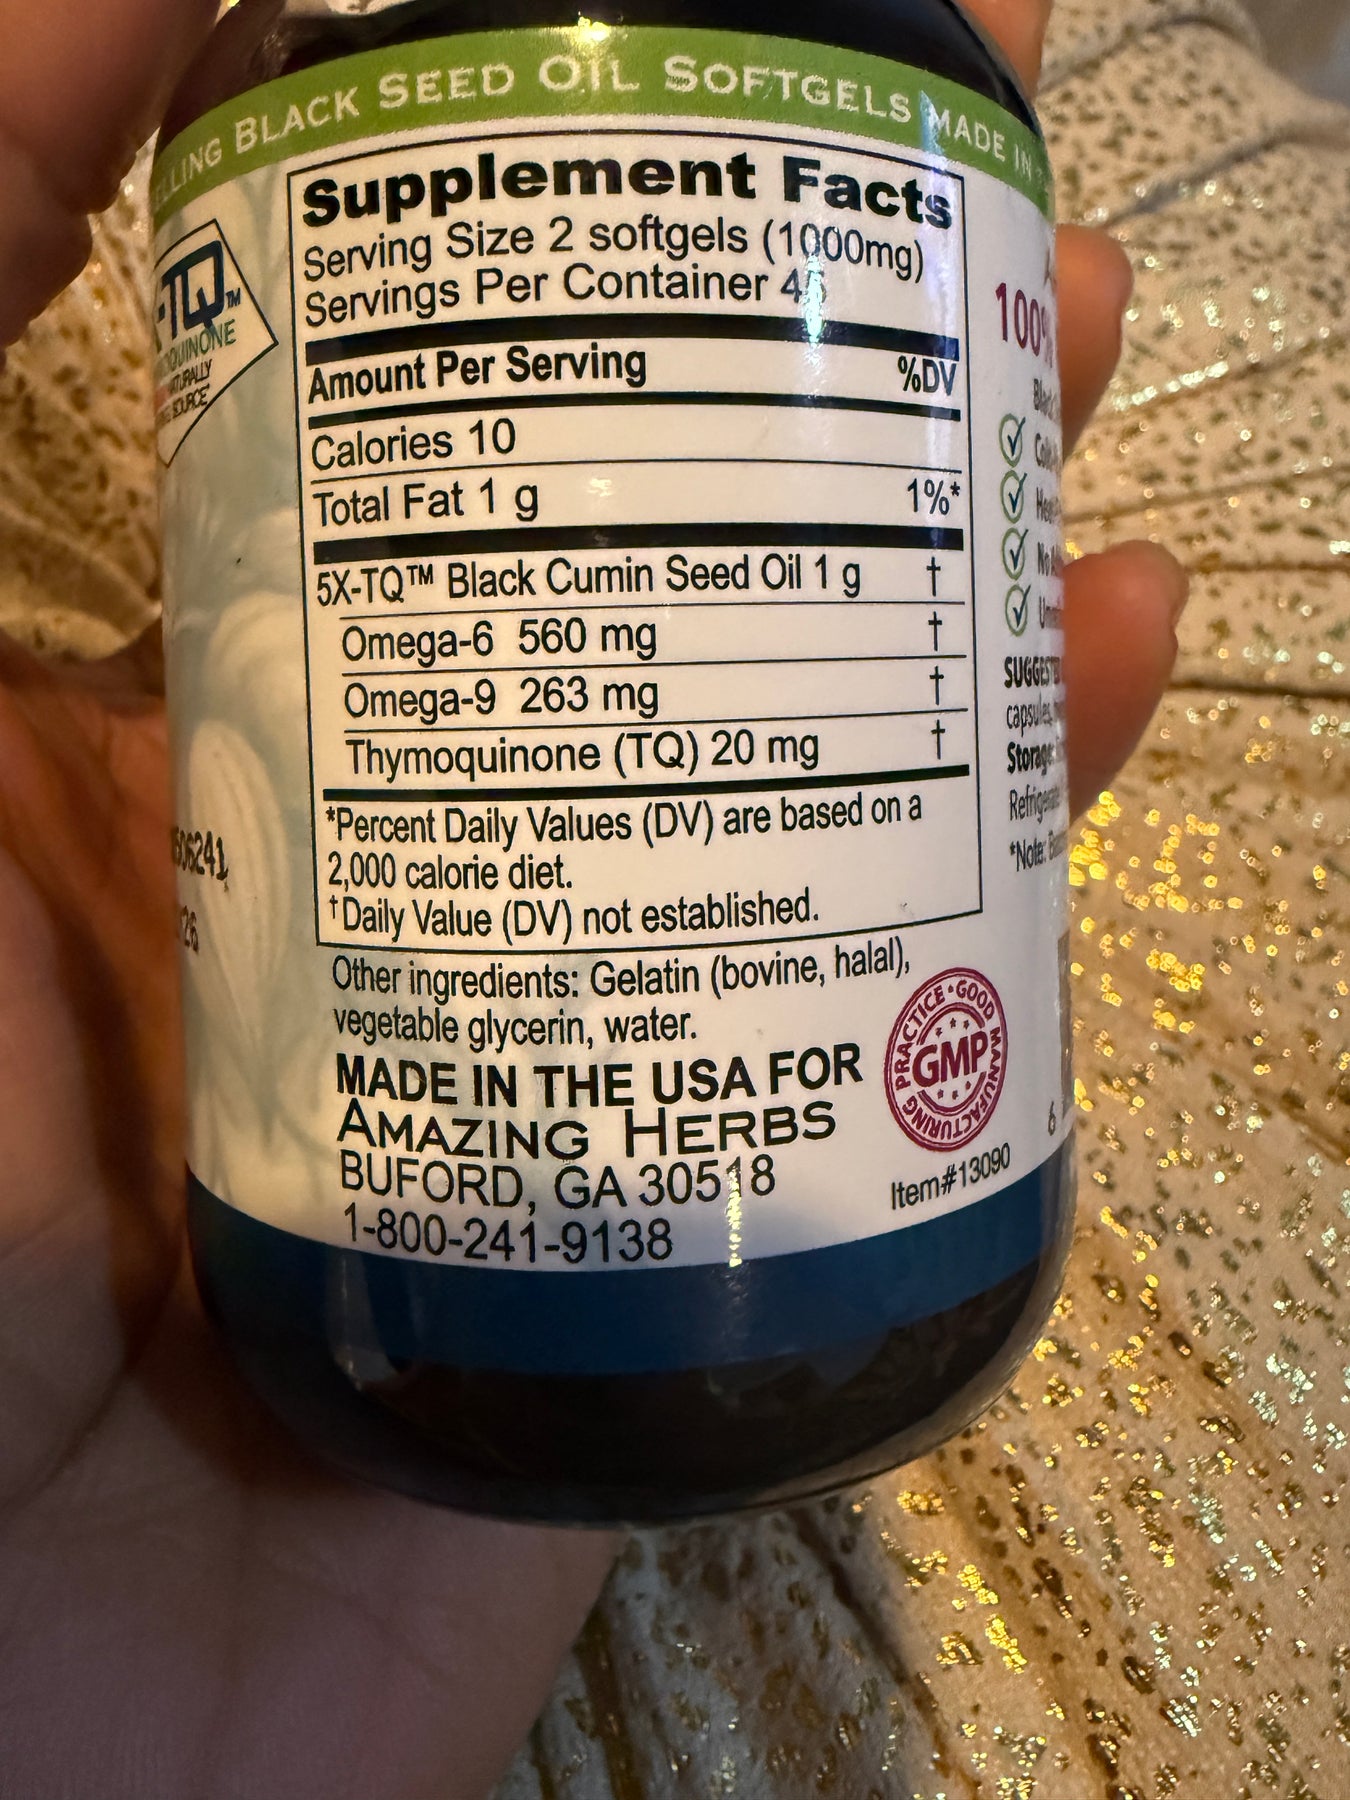 BLACK SEED OIL SOFTGELS MADE IN
TQ™
Supplement Facts
Serving Size 2 softgels (1000mg)
Servings Per Container
Amount Per Serving %DV
Calories 10
Total Fat 1 g 1%*
5X-TQ™ Black Cumin Seed Oil 1 g †
Omega-6 560 mg †
Omega-9 263 mg †
Thymoquinone (TQ) 20 mg †
*Percent Daily Values (DV) are based on a
2,000 calorie diet.
†Daily Value (DV) not established.
Other ingredients: Gelatin (bovine, halal),
vegetable glycerin, water.
MADE IN THE USA FOR
AMAZING HERBS
BUFORD, GA 30518
1-800-241-9138
GOOD MANUFACTURING PRACTICE
GMP
Item#13090
100%
capsules,
Storage:
*Note: